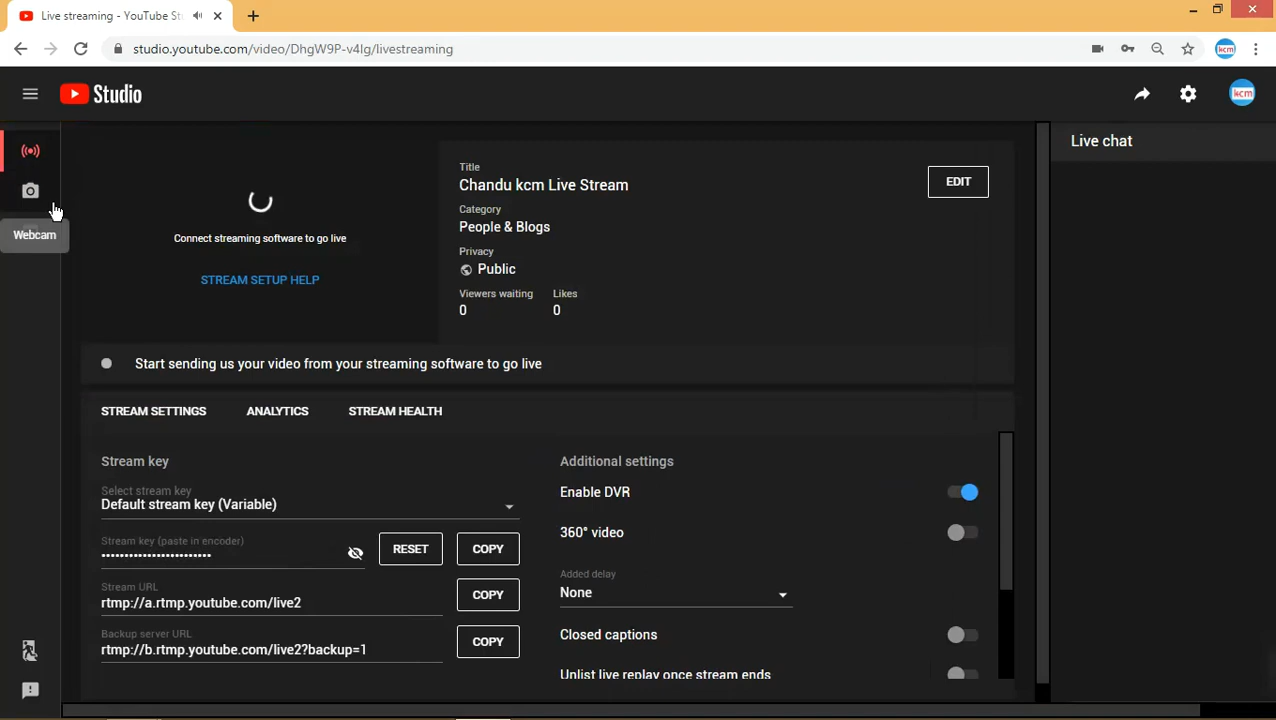 Live streaming - YouTube St
studio.youtube.com/video/DhgW9P-v4Ig/livestreaming
kcm
Studio
kcm
Live chat
Webcam
Connect streaming software to go live
STREAM SETUP HELP
Title
Chandu kcm Live Stream
EDIT
Category
People & Blogs
Privacy
Public
Viewers waiting
Likes
0
0
Start sending us your video from your streaming software to go live
STREAM SETTINGS
ANALYTICS
STREAM HEALTH
Stream key
Select stream key
Default stream key (Variable)
Stream key (paste in encoder)
••••••••••••••••••••••••
RESET
COPY
Stream URL
rtmp://a.rtmp.youtube.com/live2
COPY
Backup server URL
rtmp://b.rtmp.youtube.com/live2?backup=1
COPY
Additional settings
Enable DVR
360° video
Added delay
None
Closed captions
Unlist live replay once stream ends